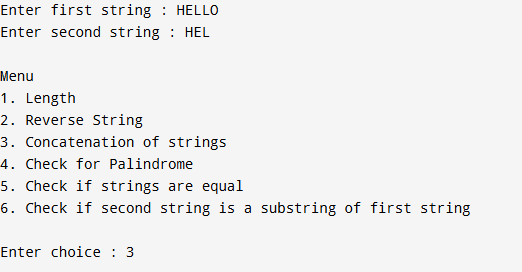 Enter first string : HELLO
Enter second string : HEL
Menu
1. Length
2. Reverse String
3. Concatenation of strings
4. Check for Palindrome
5. Check if strings are equal
6. Check if second string is a substring of first string
Enter choice : 3